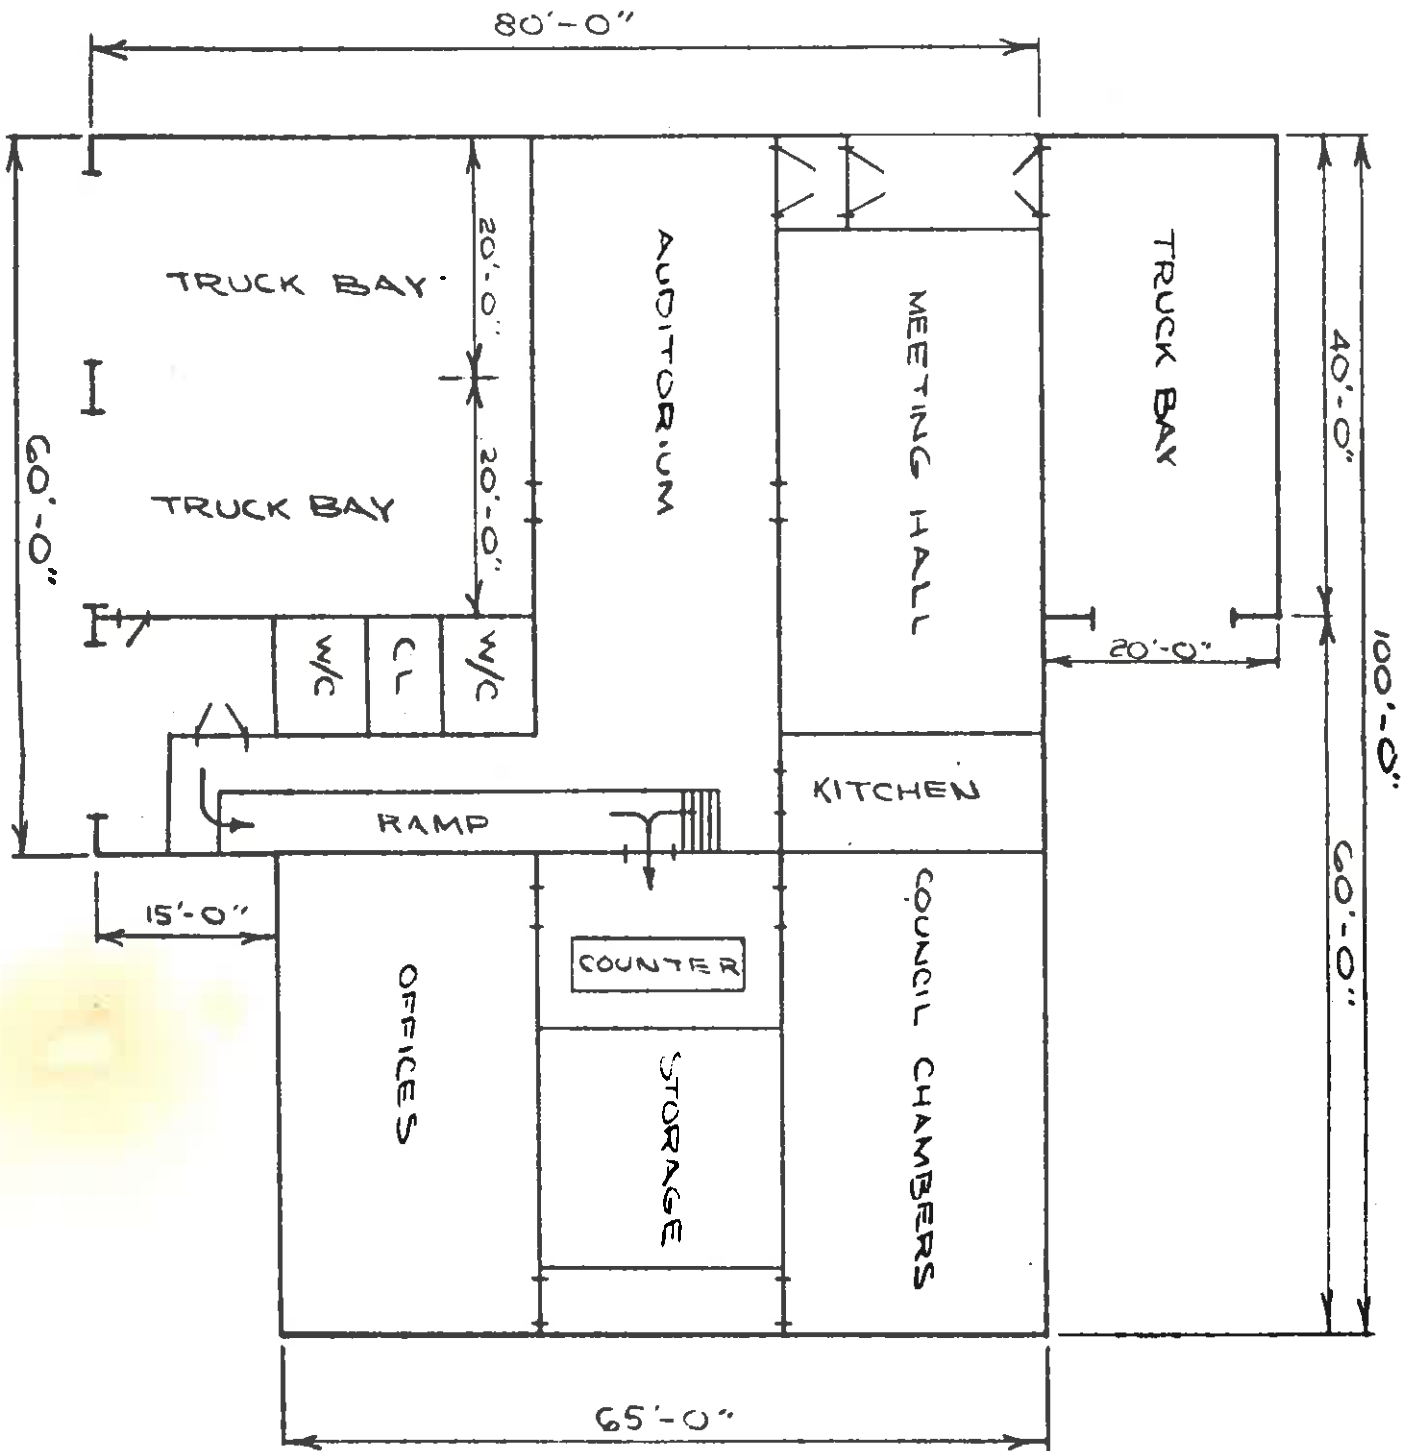 80'-0"
TRUCK BAY
20'-0"
AUDITORIUM
MEETING HALL
TRUCK BAY
40'-0"
60'-0"
TRUCK BAY
20'-0"
W/C
CL
W/C
20'-0"
100'-0"
KITCHEN
RAMP
60'-0"
15'-0"
COUNTER
COUNCIL CHAMBERS
OFFICES
STORAGE
65'-0"